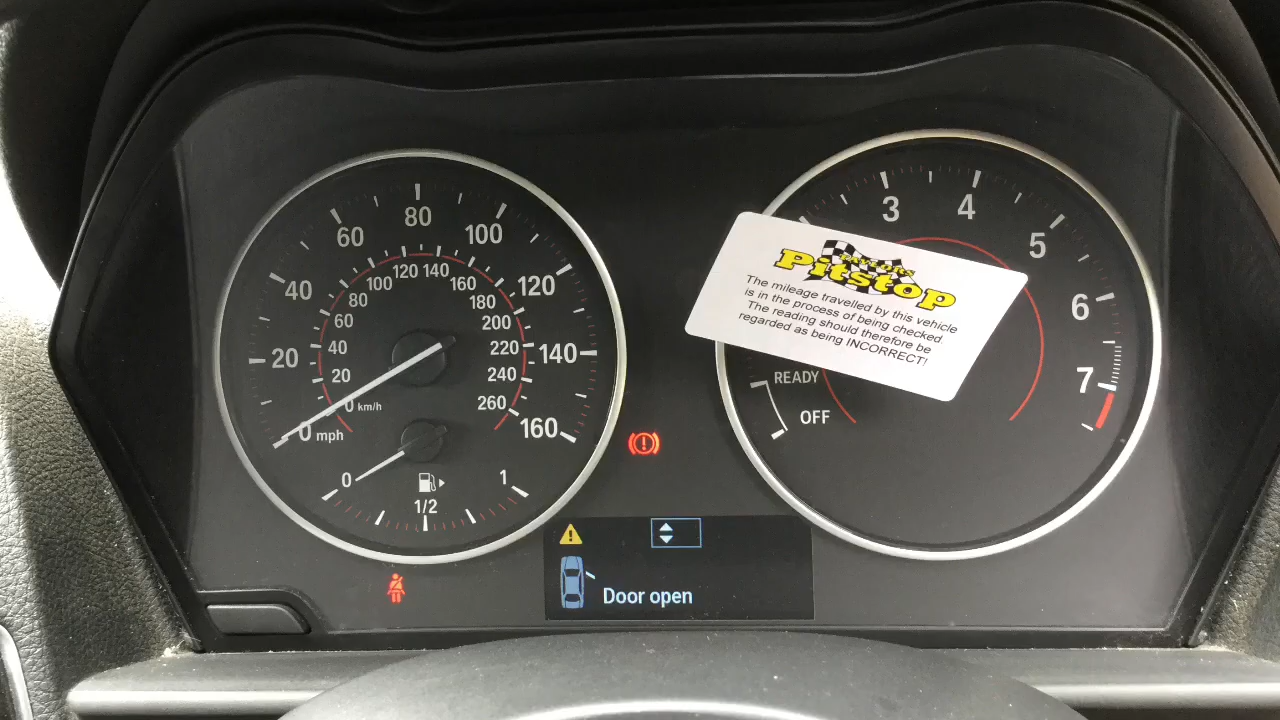 80
60
100
40
120
20
140
0 mph
160
120 140
100
160
80
180
60
200
40
220
20
240
0 km/h
260
0
1/2
1
3
4
5
6
7
READY
OFF
TAYLORS
Pitstop
The mileage travelled by this vehicle
is in the process of being checked
The reading should therefore be
regarded as being INCORRECT!
Door open